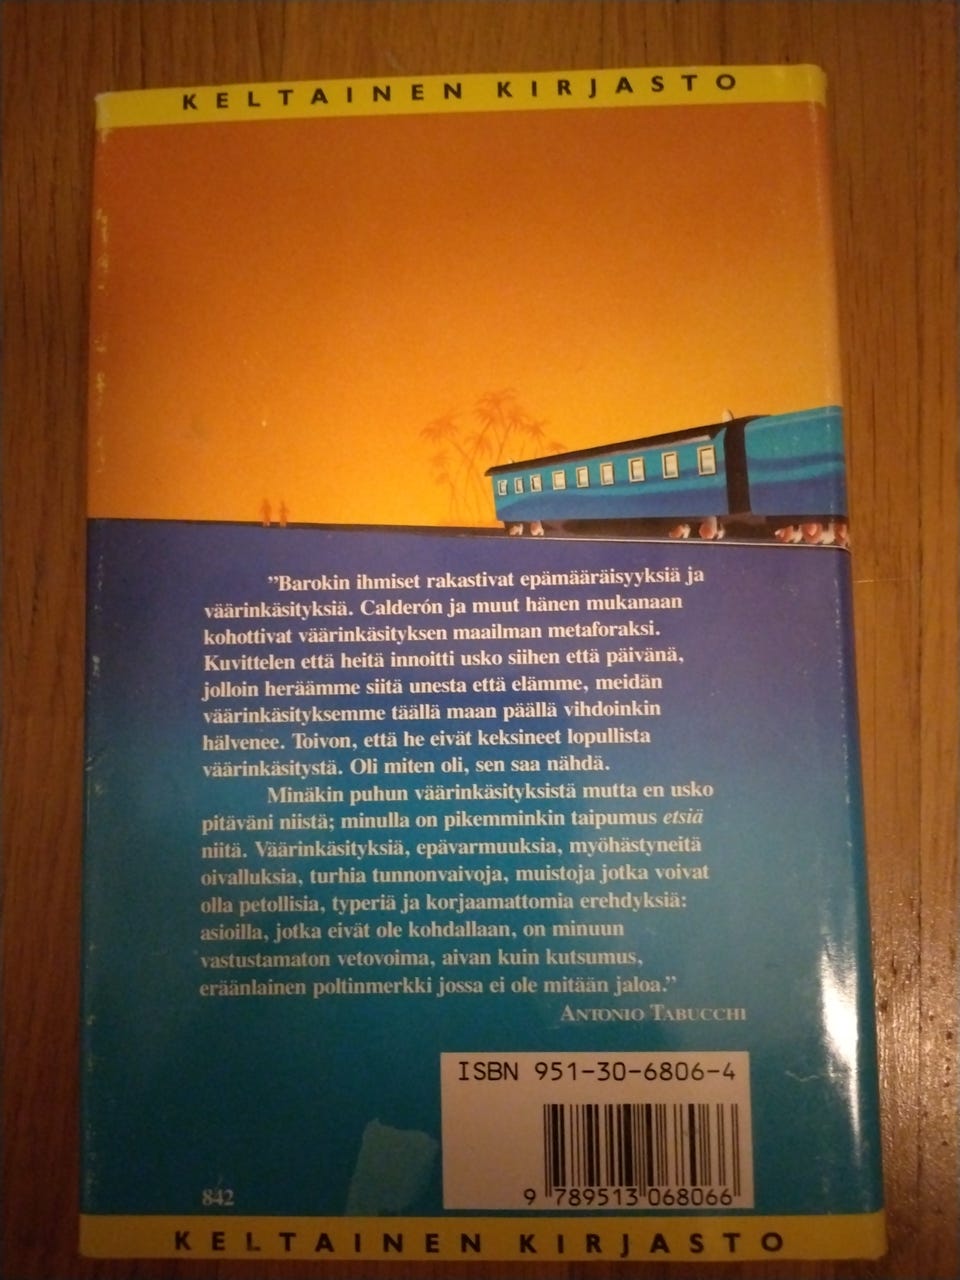 KELTAINEN KIRJASTO
”Barokin ihmiset rakastivat epämääräisyyksiä ja
väärinkäsityksiä. Calderón ja muut hänen mukanaan
kohottivat väärinkäsityksen maailman metaforaksi.
Kuvittelen että heitä innoitti usko siihen että päivänä,
jolloin heräämme siitä unesta että elämme, meidän
väärinkäsityksemme täällä maan päällä vihdoinkin
hälvenee. Toivon, että he eivät keksineet lopullista
väärinkäsitystä. Oli miten oli, sen saa nähdä.
Minäkin puhun väärinkäsityksistä mutta en usko
pitäväni niistä; minulla on pikemminkin taipumus etsiä
niitä. Väärinkäsityksiä, epävarmuuksia, myöhästyneitä
oivalluksia, turhia tunnonvaivoja, muistoja jotka voivat
olla petollisia, typeriä ja korjaamattomia erehdyksiä:
asioilla, jotka eivät ole kohdallaan, on minuun
vastustamaton vetovoima, aivan kuin kutsumus,
eräänlainen poltinmerkki jossa ei ole mitään jaloa.”
ANTONIO TABUCCHI
ISBN 951-30-6806-4
9 789513 068066
842
KELTAINEN KIRJASTO